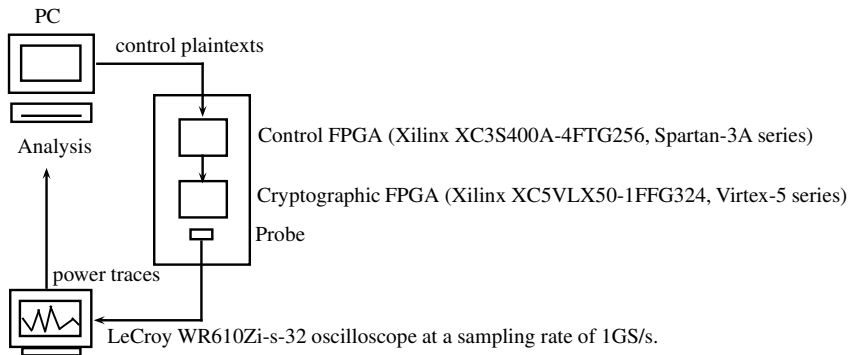 PC
control plaintexts
Control FPGA (Xilinx XC3S400A-4FTG256, Spartan-3A series)
Analysis
Cryptographic FPGA (Xilinx XC5VLX50-1FFG324, Virtex-5 series)
Probe
power traces
LeCroy WR610Zi-s-32 oscilloscope at a sampling rate of 1GS/s.